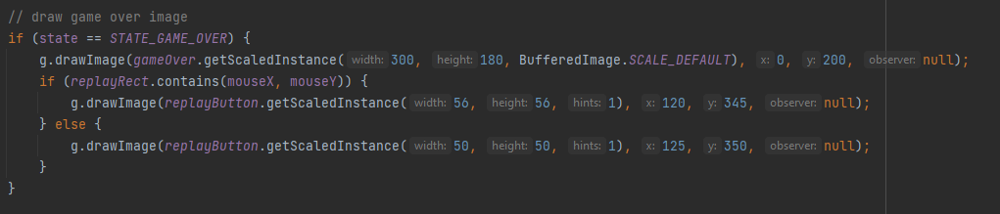 // draw game over image
if (state == STATE_GAME_OVER) {
g.drawImage(gameOver.getScaledInstance( width: 300, height: 180, BufferedImage.SCALE_DEFAULT), x: 0, y: 200, observer: null);
if (replayRect.contains(mouseX, mouseY)) {
g.drawImage(replayButton.getScaledInstance( width: 56, height: 56, hints: 1), x: 120, y: 345, observer: null);
} else {
g.drawImage(replayButton.getScaledInstance( width: 50, height: 50, hints: 1), x: 125, y: 350, observer: null);
}
}